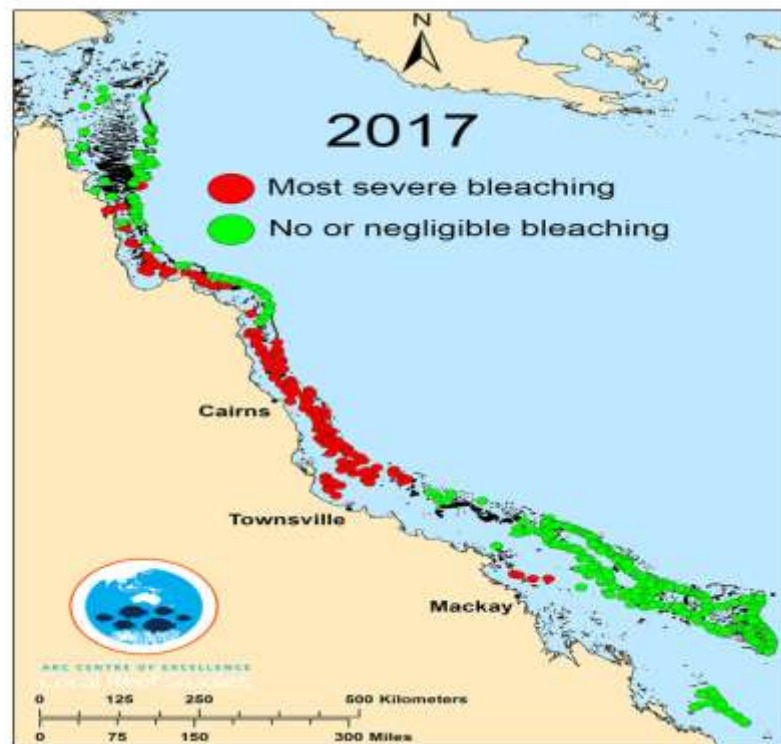 N
2017
Most severe bleaching
No or negligible bleaching
Cairns
Townsville
Mackay
ARC CENTRE OF EXCELLENCE
0 125 250 500 Kilometers
0 75 150 300 Miles